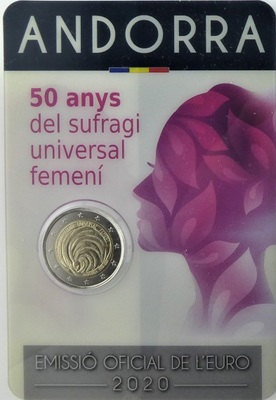 ANDORRA
50 anys
del sufragi
universal
femení
EMISSIÓ OFICIAL DE L'EURO
2020